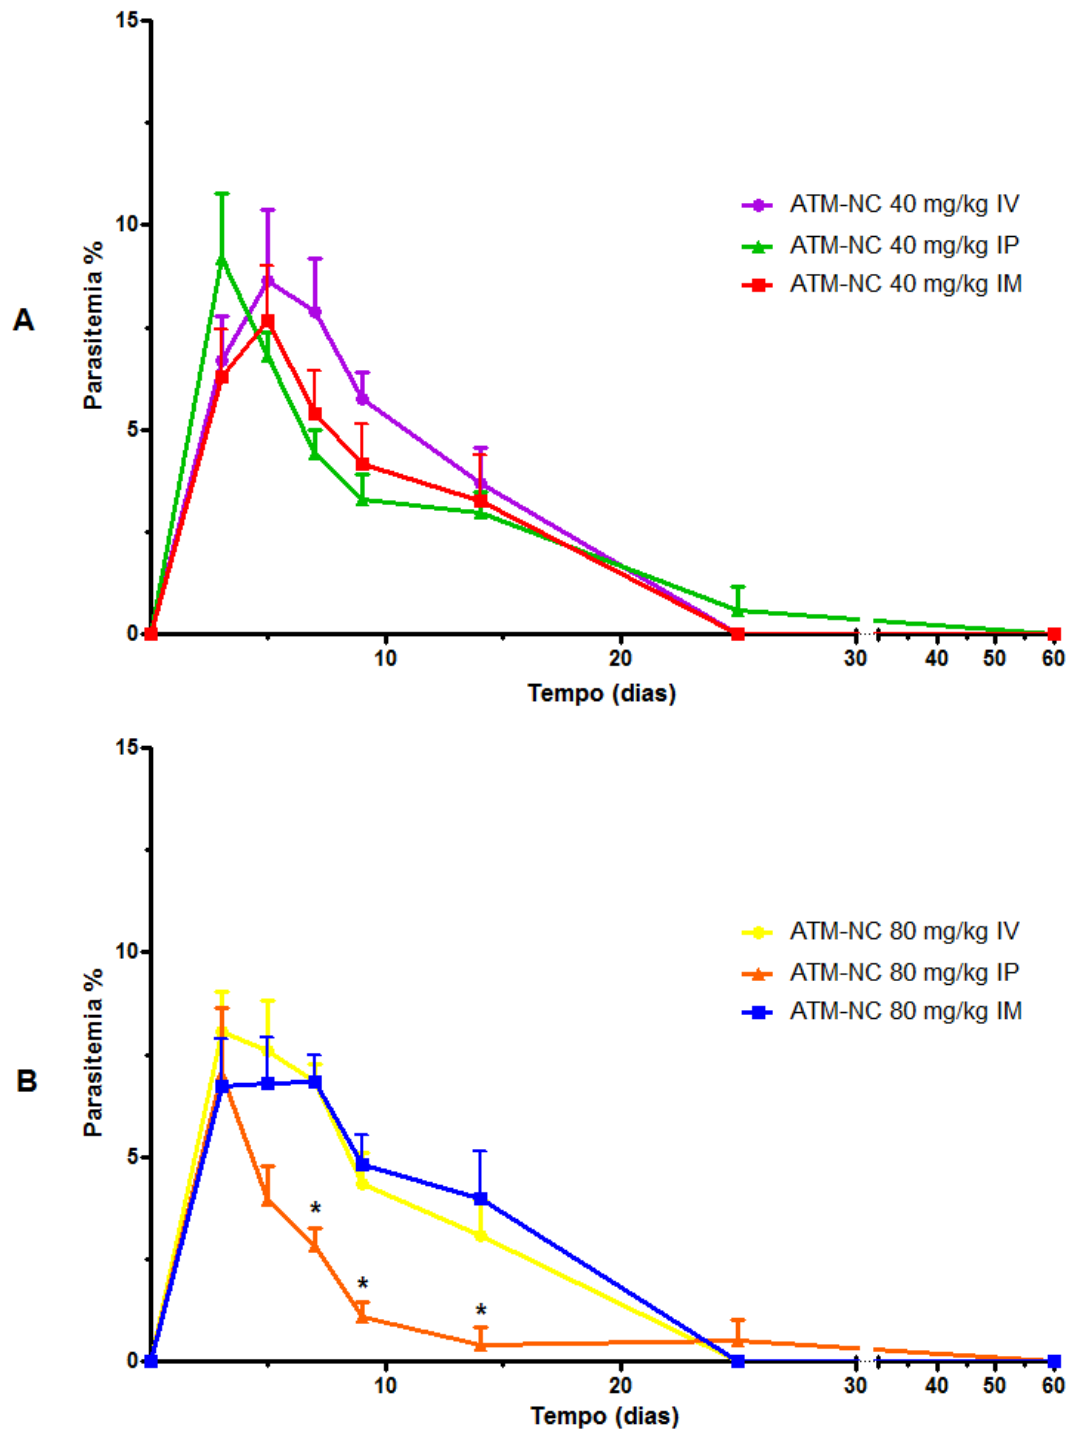 A
Parasitemia %
15
10
5
0
ATM-NC 40 mg/kg IV
ATM-NC 40 mg/kg IP
ATM-NC 40 mg/kg IM
10 20 30 40 50 60
Tempo (dias)
B
Parasitemia %
15
10
5
0
ATM-NC 80 mg/kg IV
ATM-NC 80 mg/kg IP
ATM-NC 80 mg/kg IM
*
*
*
10 20 30 40 50 60
Tempo (dias)